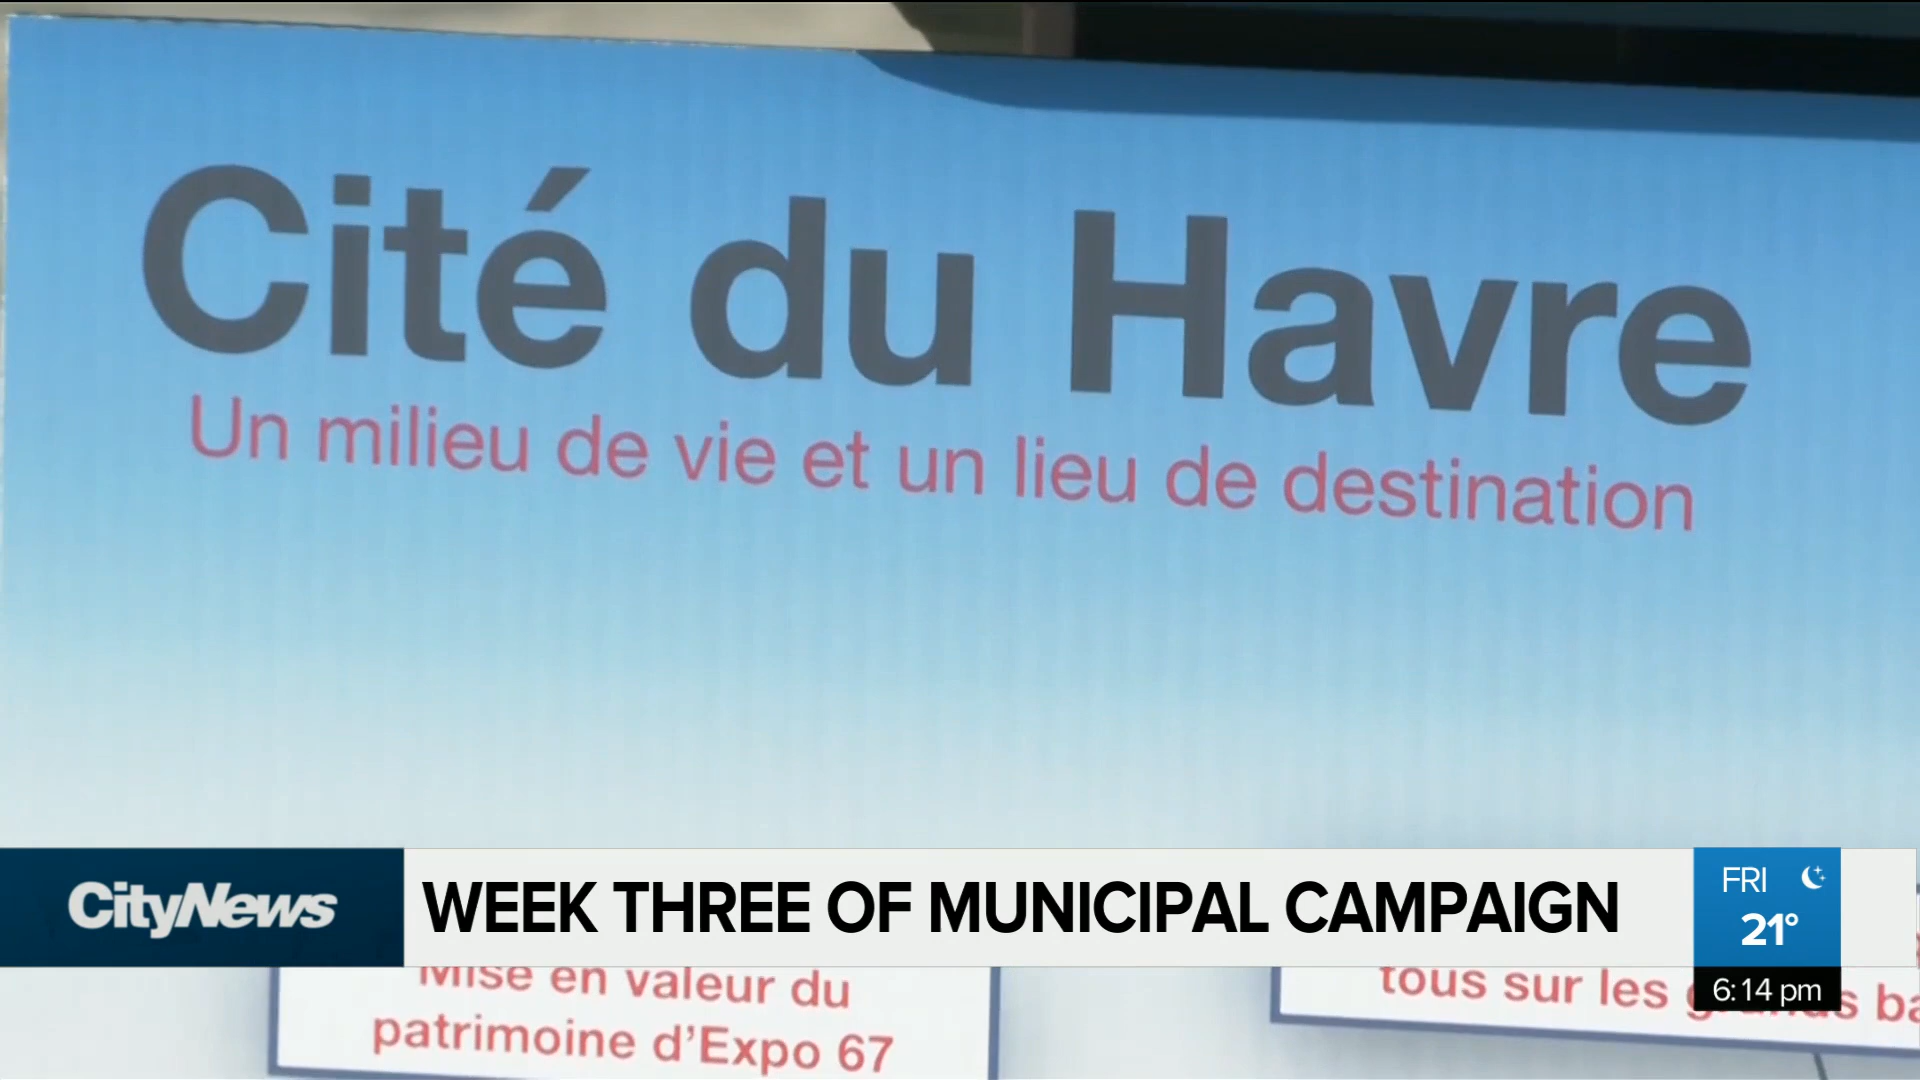 Cité du Havre
Un milieu de vie et un lieu de destination
CityNews
WEEK THREE OF MUNICIPAL CAMPAIGN
FRI
21°
6:14 pm
Mise en valeur du
patrimoine d'Expo 67
tous sur les